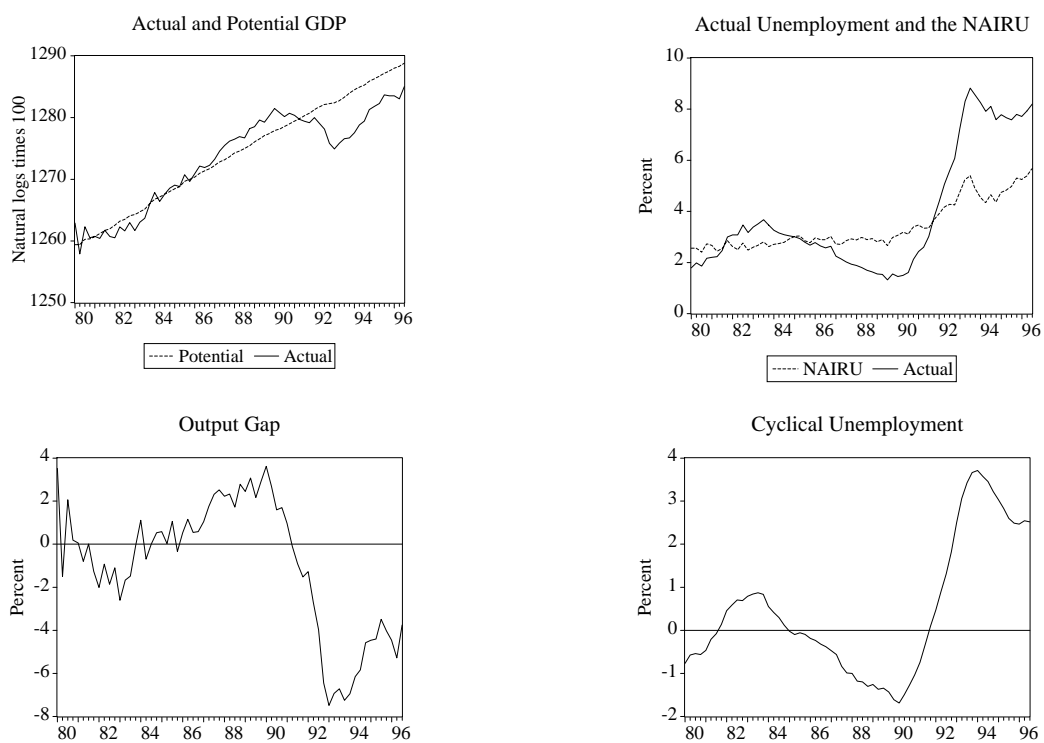 Actual and Potential GDP
Natural logs times 100
1290
1280
1270
1260
1250
80 82 84 86 88 90 92 94 96
Potential Actual
Actual Unemployment and the NAIRU
Percent
10
8
6
4
2
0
80 82 84 86 88 90 92 94 96
NAIRU Actual
Output Gap
Percent
4
2
0
-2
-4
-6
-8
80 82 84 86 88 90 92 94 96
Cyclical Unemployment
Percent
4
3
2
1
0
-1
-2
80 82 84 86 88 90 92 94 96